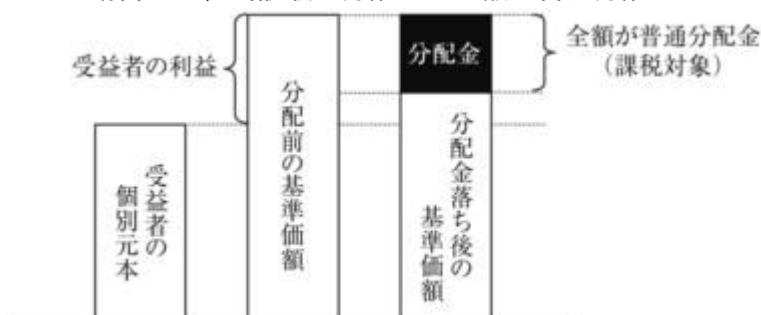 受益者の利益
分配金
全額が普通分配金
（課税対象）
受益者の
個別元本
分配前の基準価額
分配金落ち後の
基準価額